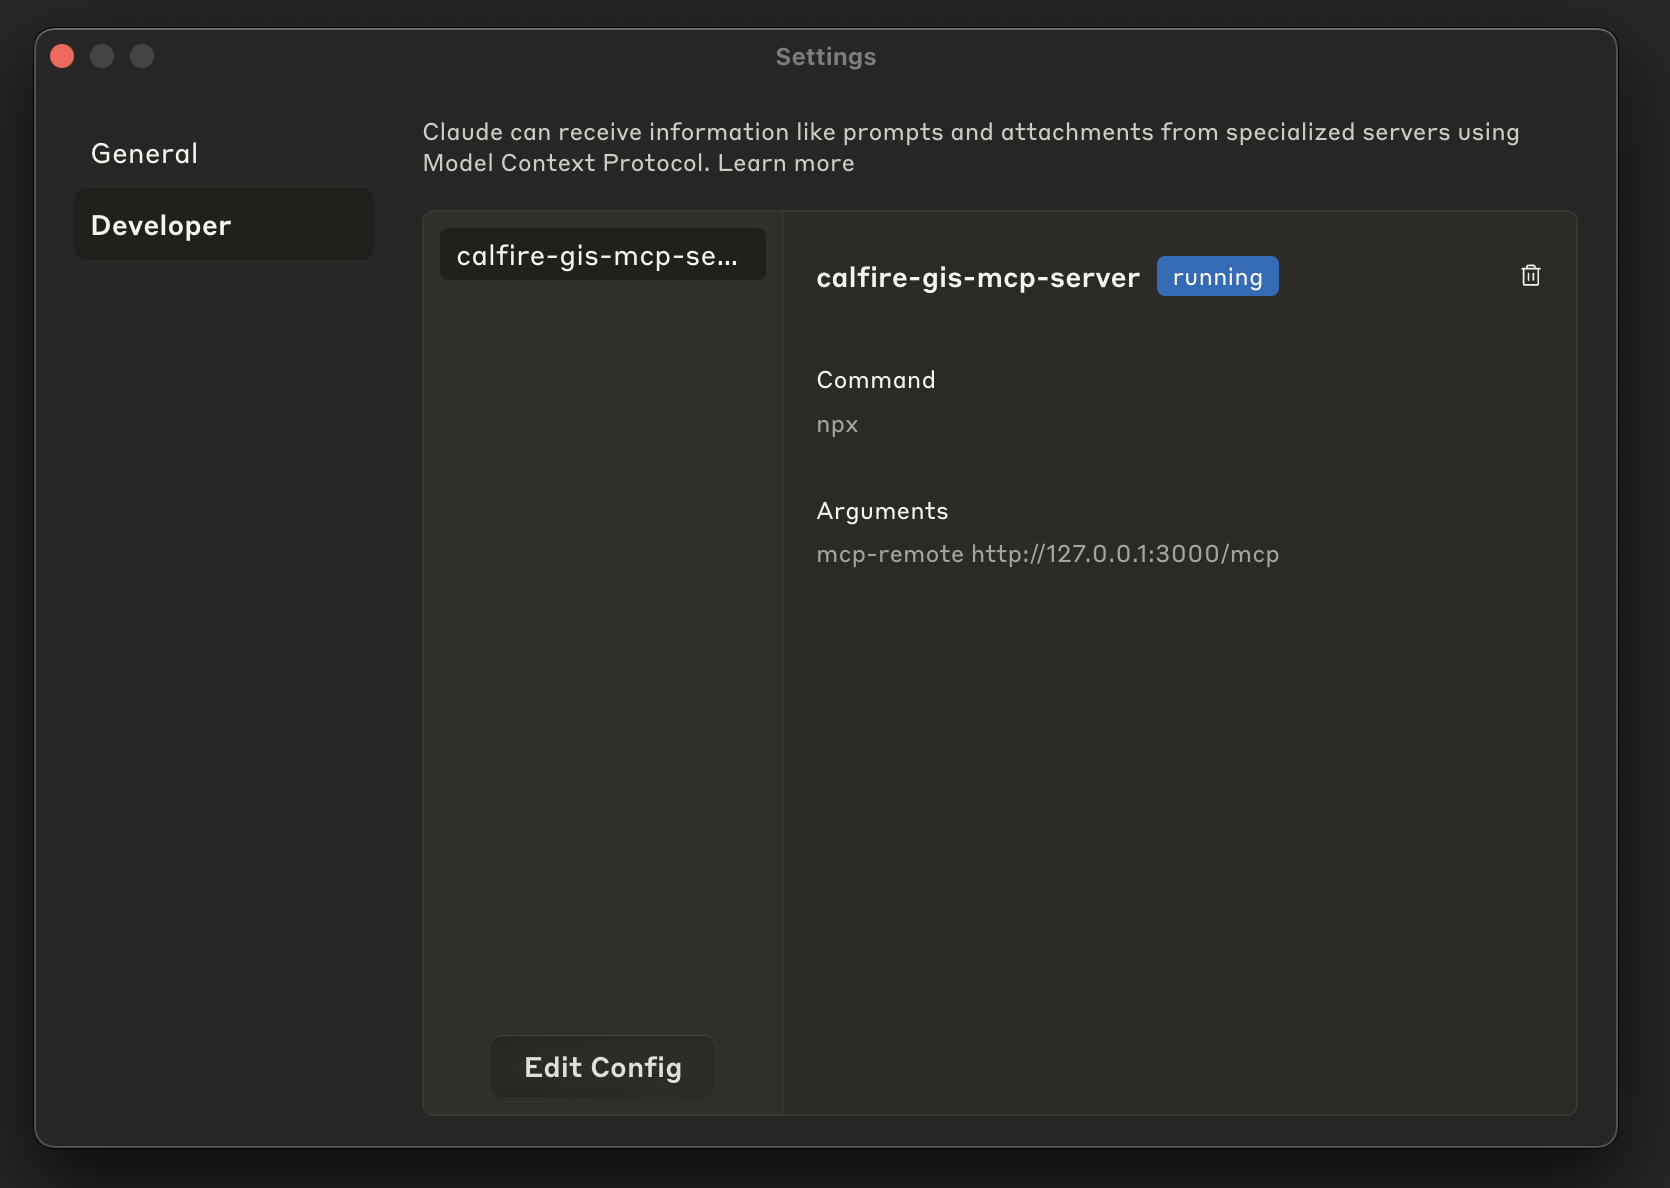 Settings
General
Developer
Claude can receive information like prompts and attachments from specialized servers using
Model Context Protocol. Learn more
calfire-gis-mcp-se...
Edit Config
calfire-gis-mcp-server running
Command
npx
Arguments
mcp-remote http://127.0.0.1:3000/mcp